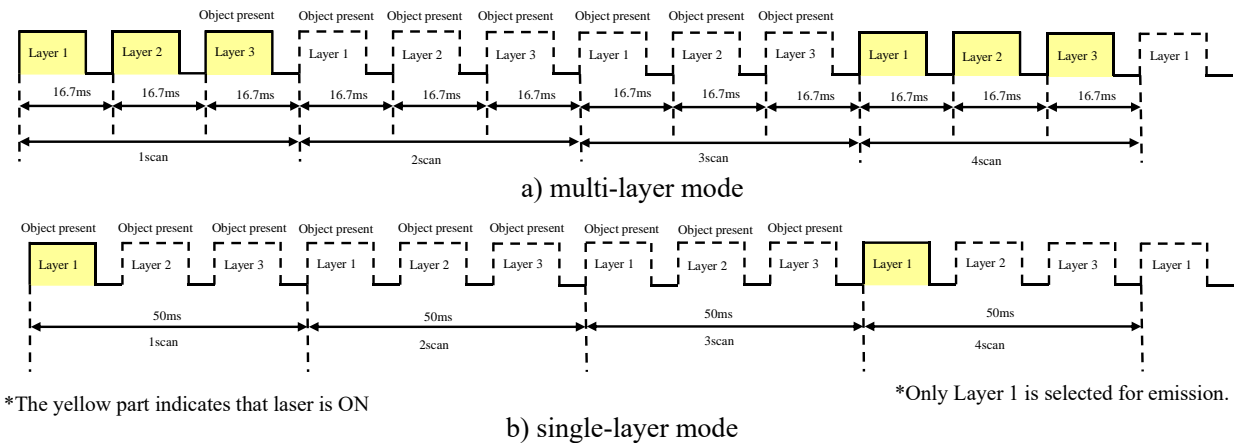 Object present Object present Object present Object present Object present Object present Object present
Layer 1 Layer 2 Layer 3 Layer 1 Layer 2 Layer 3 Layer 1 Layer 2 Layer 3 Layer 1 Layer 2 Layer 3 Layer 1
16.7ms 16.7ms 16.7ms 16.7ms 16.7ms 16.7ms 16.7ms 16.7ms 16.7ms 16.7ms 16.7ms 16.7ms
1scan 2scan 3scan 4scan
a) multi-layer mode
Object present Object present Object present Object present Object present Object present Object present Object present Object present
Layer 1 Layer 2 Layer 3 Layer 1 Layer 2 Layer 3 Layer 1 Layer 2 Layer 3 Layer 1 Layer 2 Layer 3 Layer 1
50ms 50ms 50ms 50ms
1scan 2scan 3scan 4scan
*The yellow part indicates that laser is ON
*Only Layer 1 is selected for emission.
b) single-layer mode